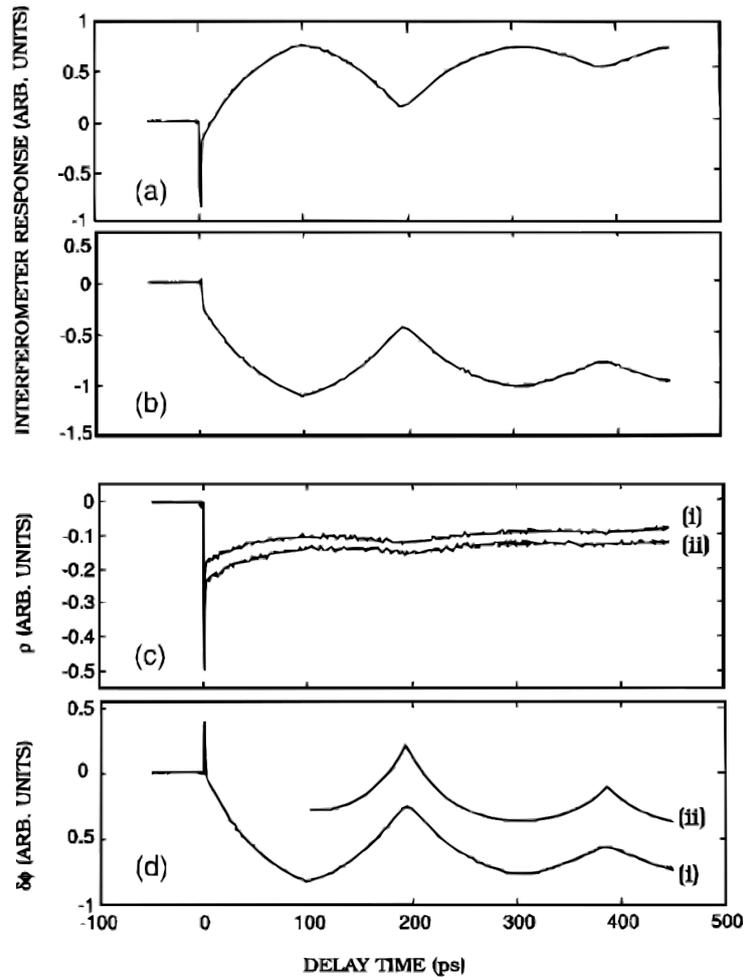 INTERFEROMETER RESPONSE (ARB. UNITS)
1
0.5
0
-0.5
-1
(a)
0.5
0
-0.5
-1
-1.5
(b)
ρ (ARB. UNITS)
0
-0.1
-0.2
-0.3
-0.4
-0.5
(c)
(i)
(ii)
δϕ (ARB. UNITS)
0.5
0
0.5
-1
(d)
(ii)
(i)
-100 0 100 200 300 400 500
DELAY TIME (ps)